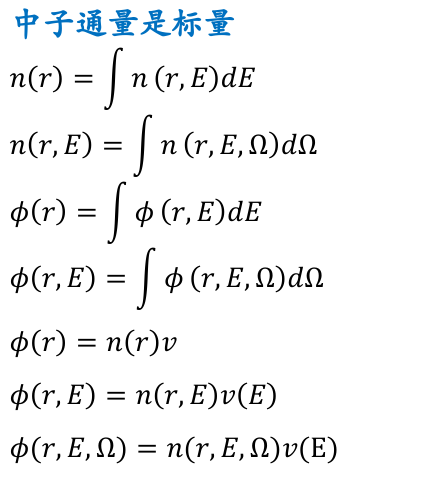 中子通量是标量
n(r) = ∫ n (r, E)dE
n(r, E) = ∫ n (r, E, Ω)dΩ
ϕ(r) = ∫ ϕ (r, E)dE
ϕ(r, E) = ∫ ϕ (r, E, Ω)dΩ
ϕ(r) = n(r)v
ϕ(r, E) = n(r, E)v(E)
ϕ(r, E, Ω) = n(r, E, Ω)v(E)